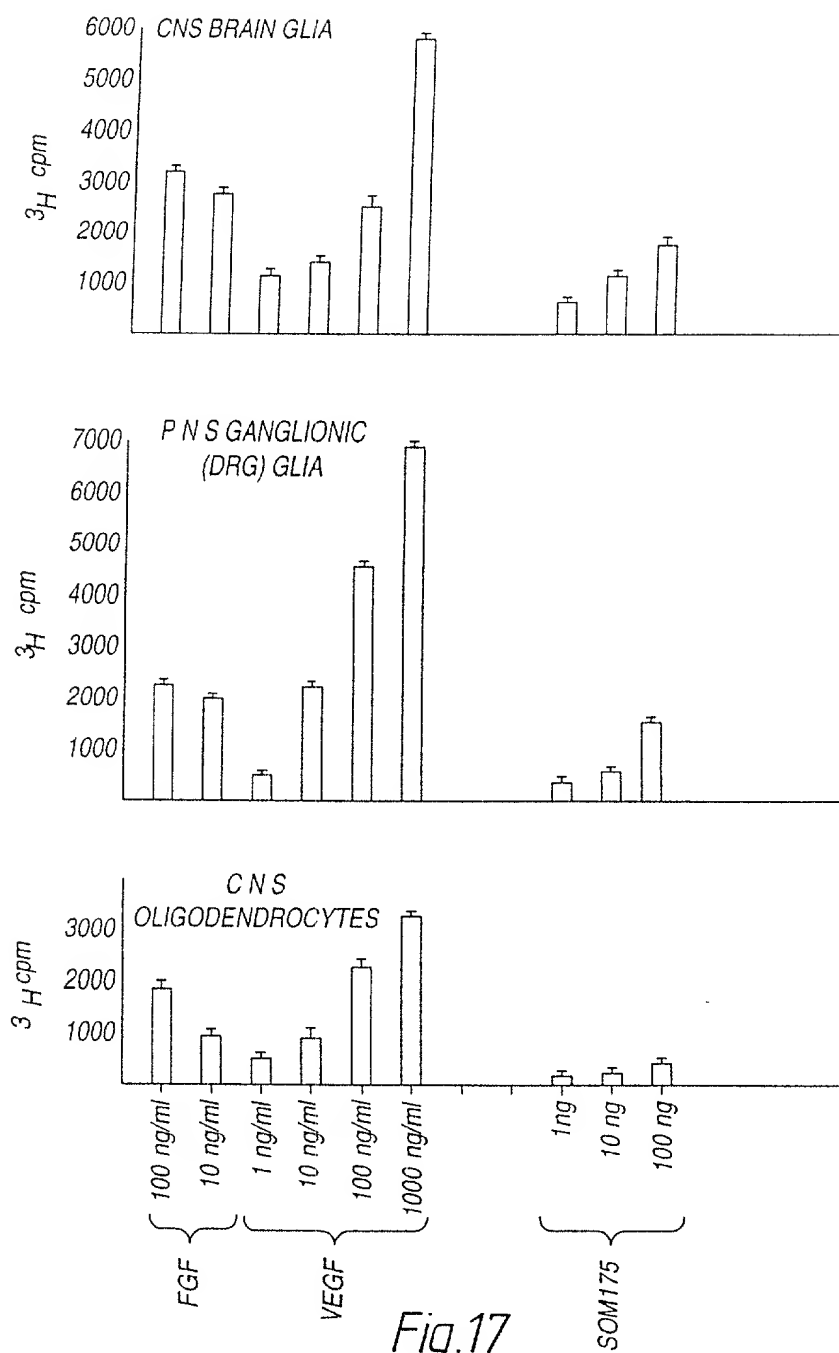 CNS BRAIN GLIA
6000
5000
4000
3000
2000
1000
3H cpm
P N S GANGLIONIC
(DRG) GLIA
7000
6000
5000
4000
3000
2000
1000
3H cpm
C N S
OLIGODENDROCYTES
3000
2000
1000
3 H cpm
100 ng/ml
10 ng/ml
1 ng/ml
10 ng/ml
100 ng/ml
1000 ng/ml
1ng
10 ng
100 ng
FGF
VEGF
SOM175
Fig.17